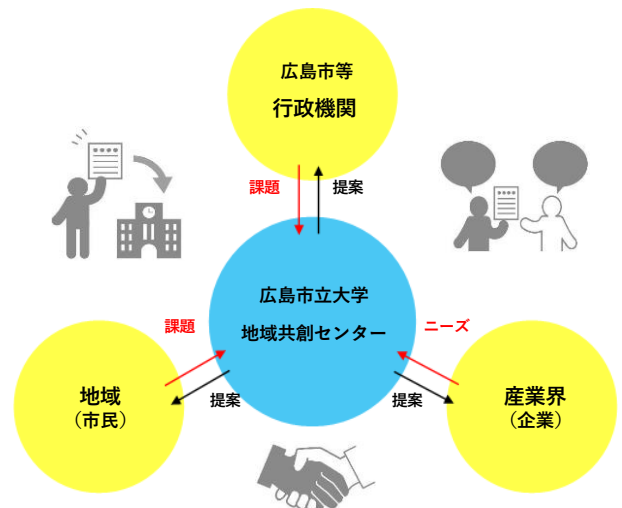 広島市等
行政機関
課題
提案
広島市立大学
地域共創センター
課題
ニーズ
地域
（市民）
提案
提案
産業界
（企業）